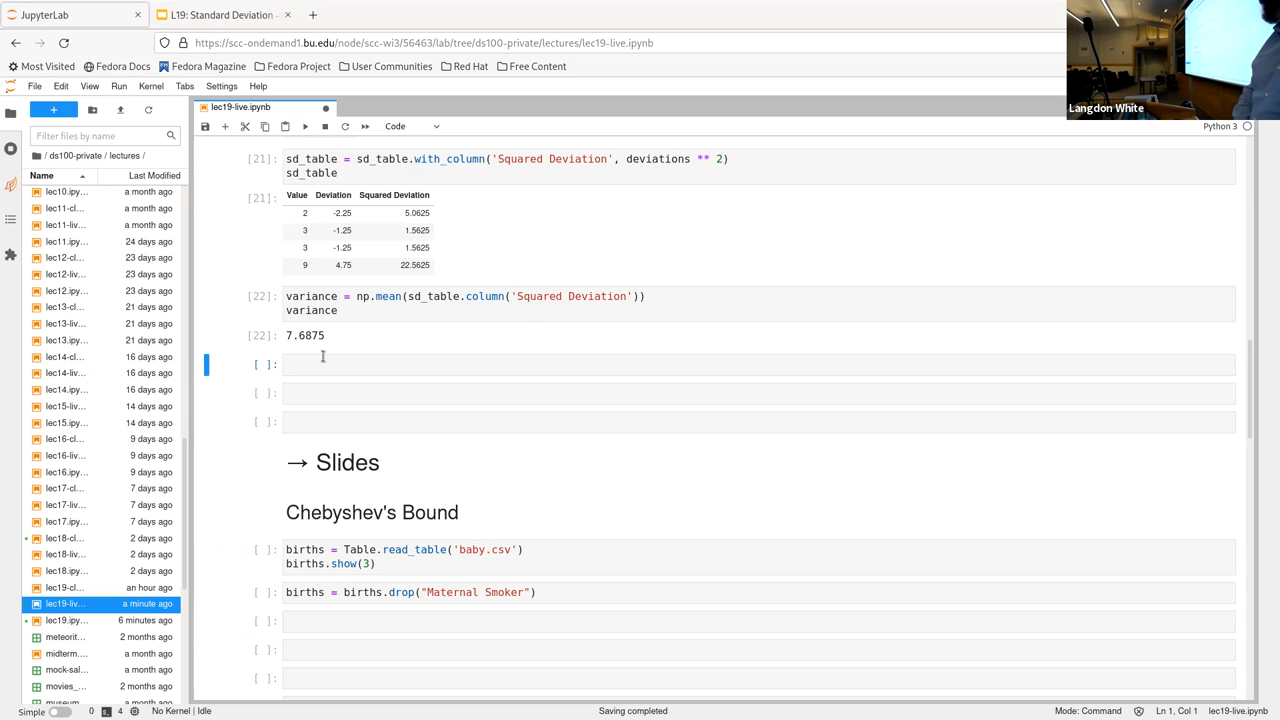 JupyterLab
L19: Standard Deviation -
https://scc-ondemand1.bu.edu/node/scc-wi3/56463/lab/tree/ds100-private/lectures/lec19-live.ipynb
Most Visited
Fedora Docs
Fedora Magazine
Fedora Project
User Communities
Red Hat
Free Content
Langdon White
File Edit View Run Kernel Tabs Settings Help
lec19-live.ipynb
Code
Python 3
Filter files by name
/ ds100-private / lectures /
Name Last Modified
lec10.ipy... a month ago
lec11-cl... a month ago
lec11-liv... a month ago
lec11.ipy... 24 days ago
lec12-cl... 23 days ago
lec12-liv... 23 days ago
lec12.ipy... 23 days ago
lec13-cl... 21 days ago
lec13-liv... 21 days ago
lec13.ipy... 21 days ago
lec14-cl... 16 days ago
lec14-liv... 16 days ago
lec14.ipy... 16 days ago
lec15-liv... 14 days ago
lec15.ipy... 14 days ago
lec16-cl... 9 days ago
lec16-liv... 9 days ago
lec16.ipy... 9 days ago
lec17-cl... 7 days ago
lec17-liv... 7 days ago
lec17.ipy... 7 days ago
lec18-cl... 2 days ago
lec18-liv... 2 days ago
lec18.ipy... 2 days ago
lec19-cl... an hour ago
lec19-liv... a minute ago
lec19.ipy... 6 minutes ago
meteorit... 2 months ago
midterm.... a month ago
mock-sal... a month ago
movies_... 2 months ago
museum... a month ago
[21]: sd_table = sd_table.with_column('Squared Deviation', deviations ** 2)
sd_table
[21]: Value Deviation Squared Deviation
2 -2.25 5.0625
3 -1.25 1.5625
3 -1.25 1.5625
9 4.75 22.5625
[22]: variance = np.mean(sd_table.column('Squared Deviation'))
variance
[22]: 7.6875
[ ]:
[ ]:
[ ]:
→ Slides
Chebyshev's Bound
[ ]: births = Table.read_table('baby.csv')
births.show(3)
[ ]: births = births.drop("Maternal Smoker")
[ ]:
[ ]:
[ ]:
Simple 0 4 No Kernel | Idle Saving completed Mode: Command Ln 1, Col 1 lec19-live.ipynb